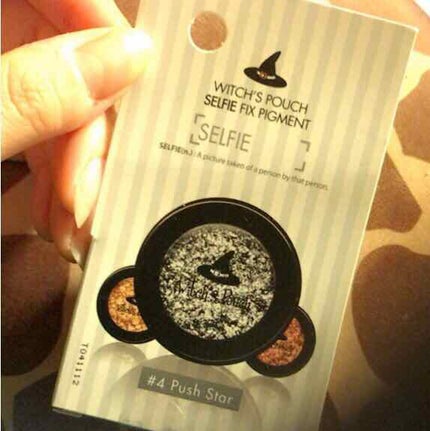 WITCH'S POUCH
SELFIE FIX PIGMENT
SELFIE
SELFIE(n.) : A picture taken of a person by that person.
Witch's Pouch
#4 Push Star
T041112